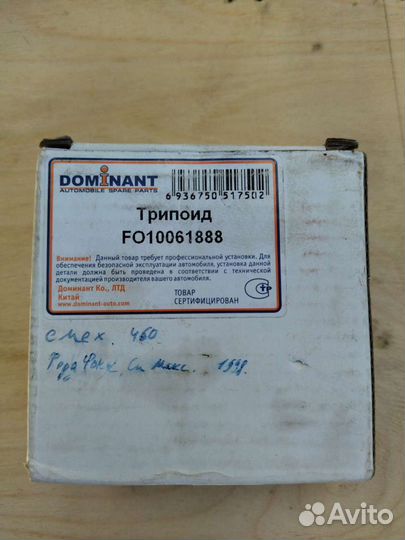 DOMINANT
AUTOMOBILE SPARE PARTS
6 936750 517502
Трипоид
FO10061888
Внимание! Данный товар требует профессиональной установки. Для
обеспечения безопасной эксплуатации автомобиля, установка данной
детали должна быть проведена в соответствии с технической
документацией производителя вашего автомобиля.
Доминант Ко., ЛТД
Китай
www.dominant-auto.com
ТОВАР
СЕРТИФИЦИРОВАН
смех. 450
Макс.
Avito